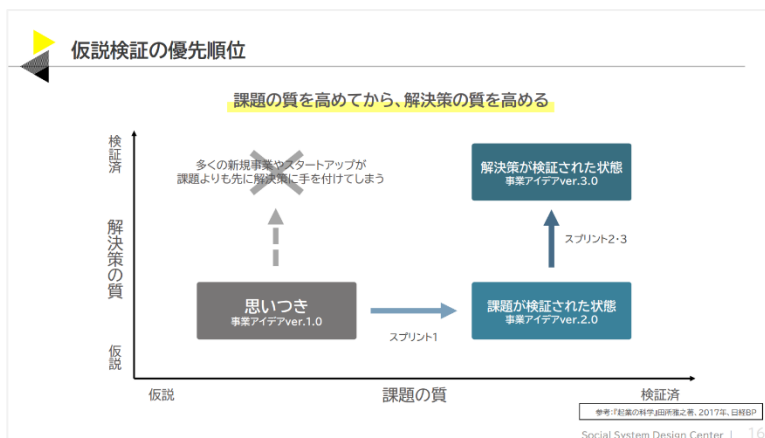 仮説検証の優先順位
課題の質を高めてから、解決策の質を高める
検証済
多くの新規事業やスタートアップが
課題よりも先に解決策に手を付けてしまう
解決策が検証された状態
事業アイデアver.3.0
解決策の質
スプリント2・3
思いつき
事業アイデアver.1.0
スプリント1
課題が検証された状態
事業アイデアver.2.0
仮説
仮説
課題の質
検証済
参考:『起業の科学』田所雅之著、2017年、日経BP
Social System Design Center | 16